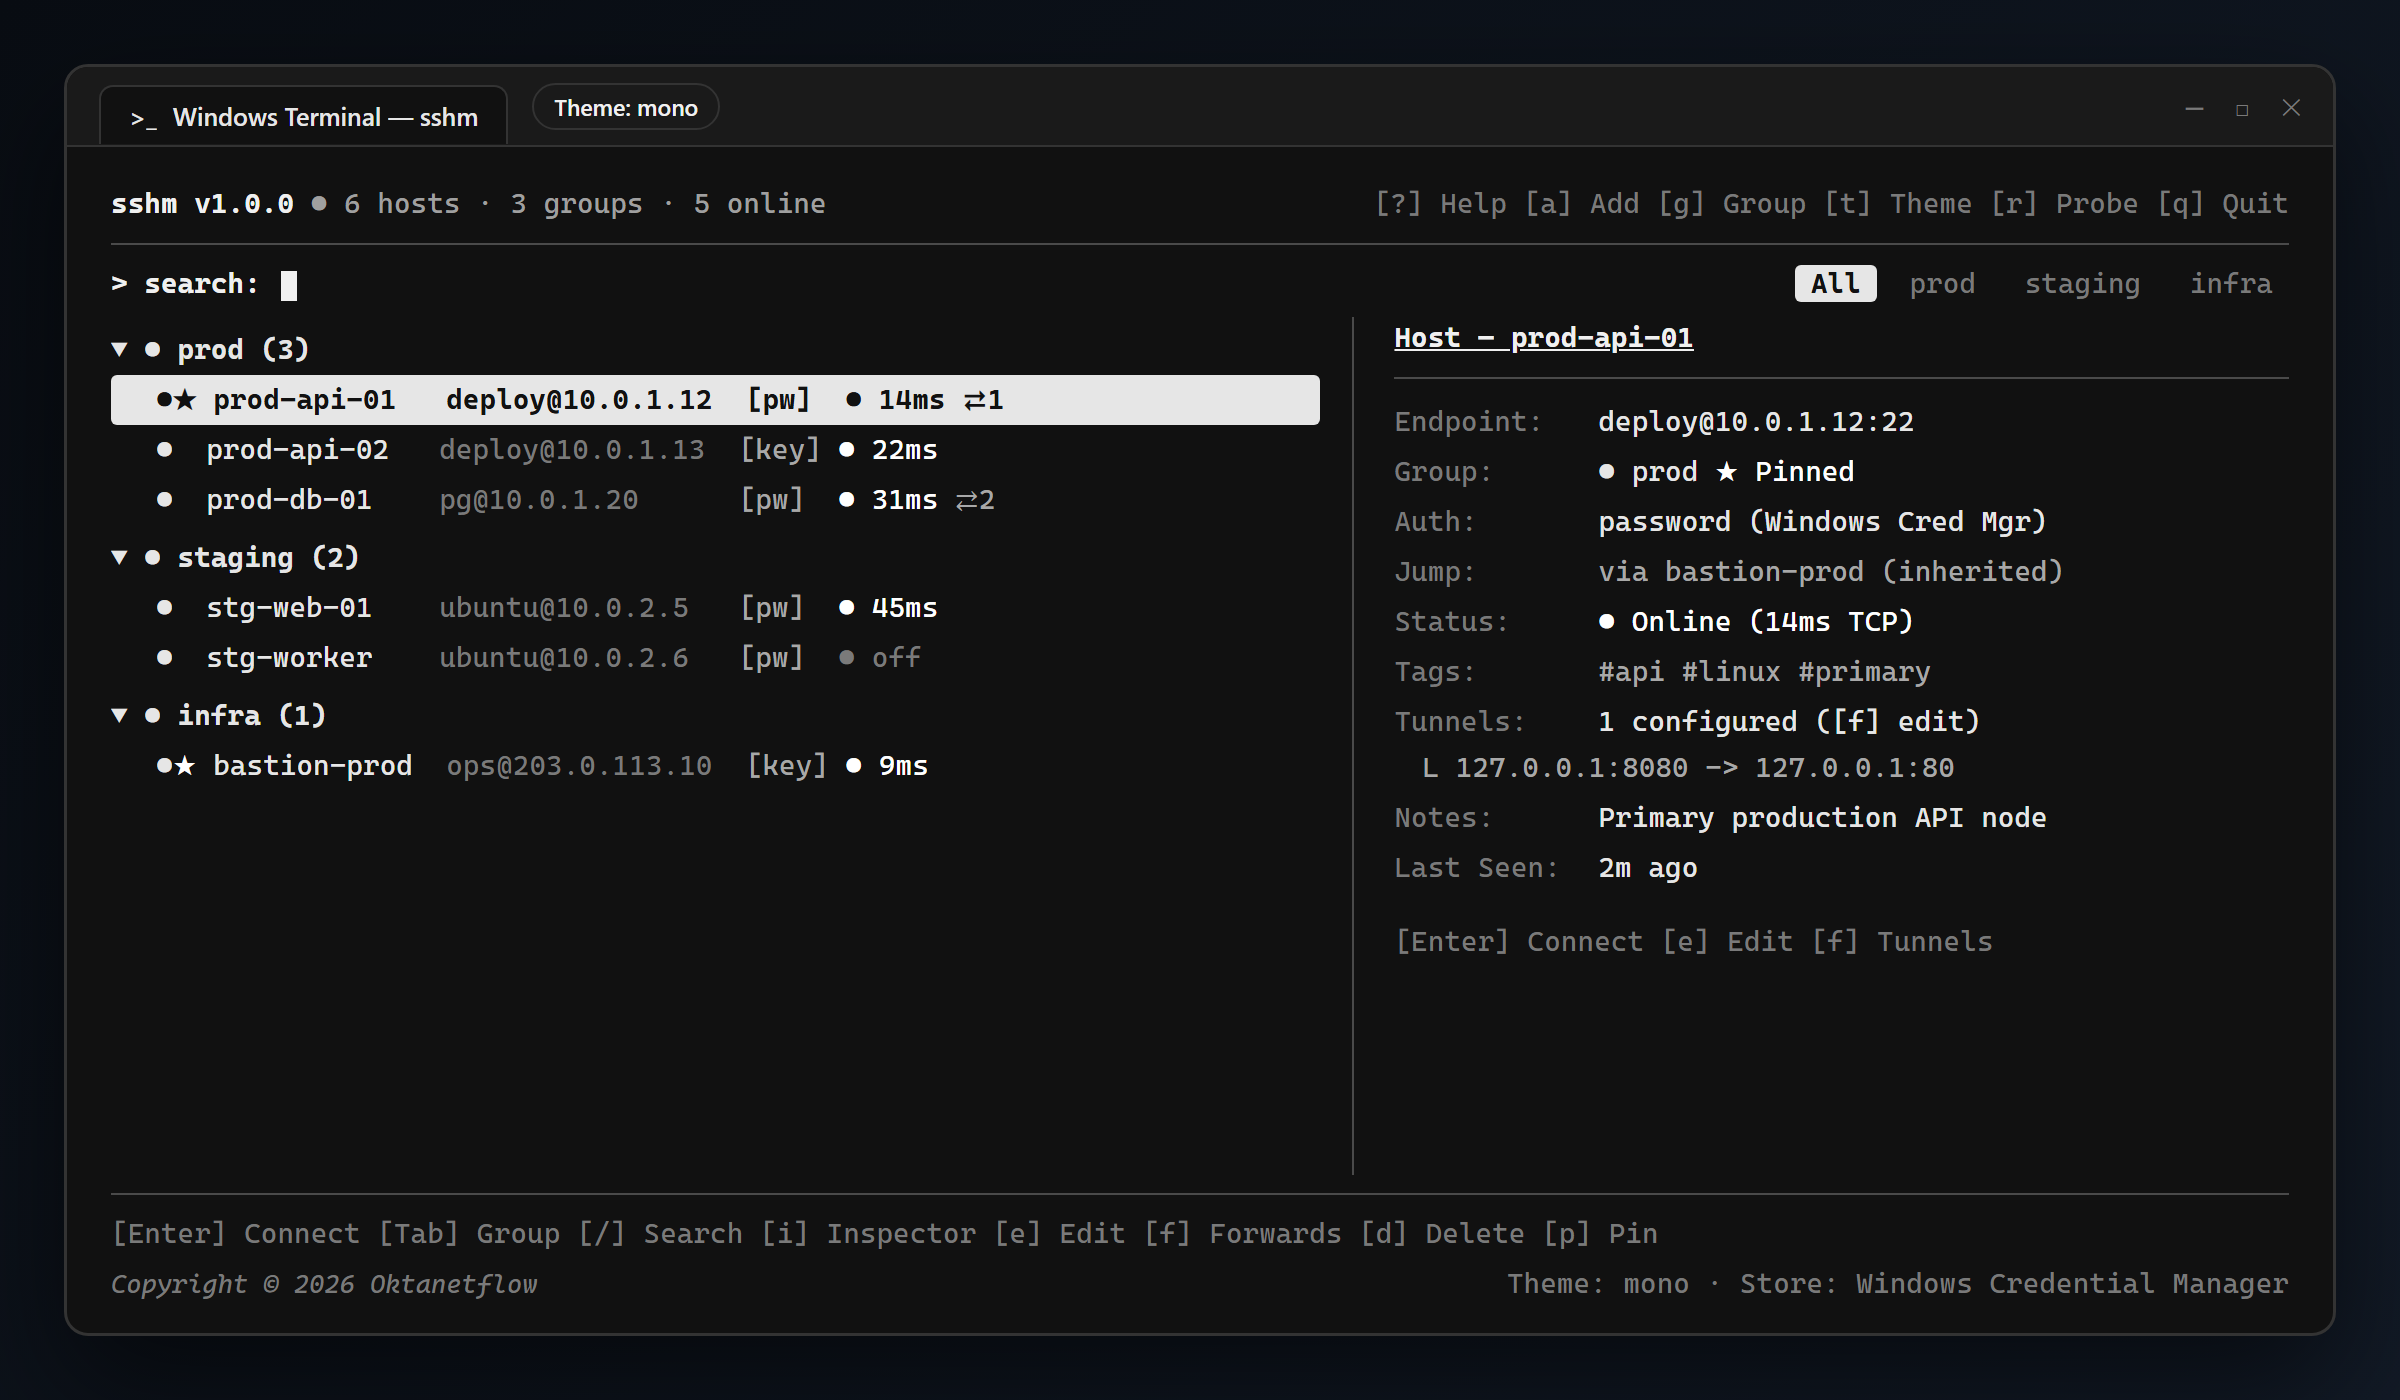 >_ Windows Terminal — sshm
Theme: mono
sshm v1.0.0 ● 6 hosts · 3 groups · 5 online
[?] Help [a] Add [g] Group [t] Theme [r] Probe [q] Quit
> search:
All prod staging infra
▼ ● prod (3)
●★ prod-api-01 deploy@10.0.1.12 [pw] ● 14ms ⇄1
● prod-api-02 deploy@10.0.1.13 [key] ● 22ms
● prod-db-01 pg@10.0.1.20 [pw] ● 31ms ⇄2
▼ ● staging (2)
● stg-web-01 ubuntu@10.0.2.5 [pw] ● 45ms
● stg-worker ubuntu@10.0.2.6 [pw] ● off
▼ ● infra (1)
●★ bastion-prod ops@203.0.113.10 [key] ● 9ms
Host - prod-api-01
Endpoint: deploy@10.0.1.12:22
Group: ● prod ★ Pinned
Auth: password (Windows Cred Mgr)
Jump: via bastion-prod (inherited)
Status: ● Online (14ms TCP)
Tags: #api #linux #primary
Tunnels: 1 configured ([f] edit)
L 127.0.0.1:8080 -> 127.0.0.1:80
Notes: Primary production API node
Last Seen: 2m ago
[Enter] Connect [e] Edit [f] Tunnels
[Enter] Connect [Tab] Group [/] Search [i] Inspector [e] Edit [f] Forwards [d] Delete [p] Pin
Copyright © 2026 Oktanetflow
Theme: mono · Store: Windows Credential Manager